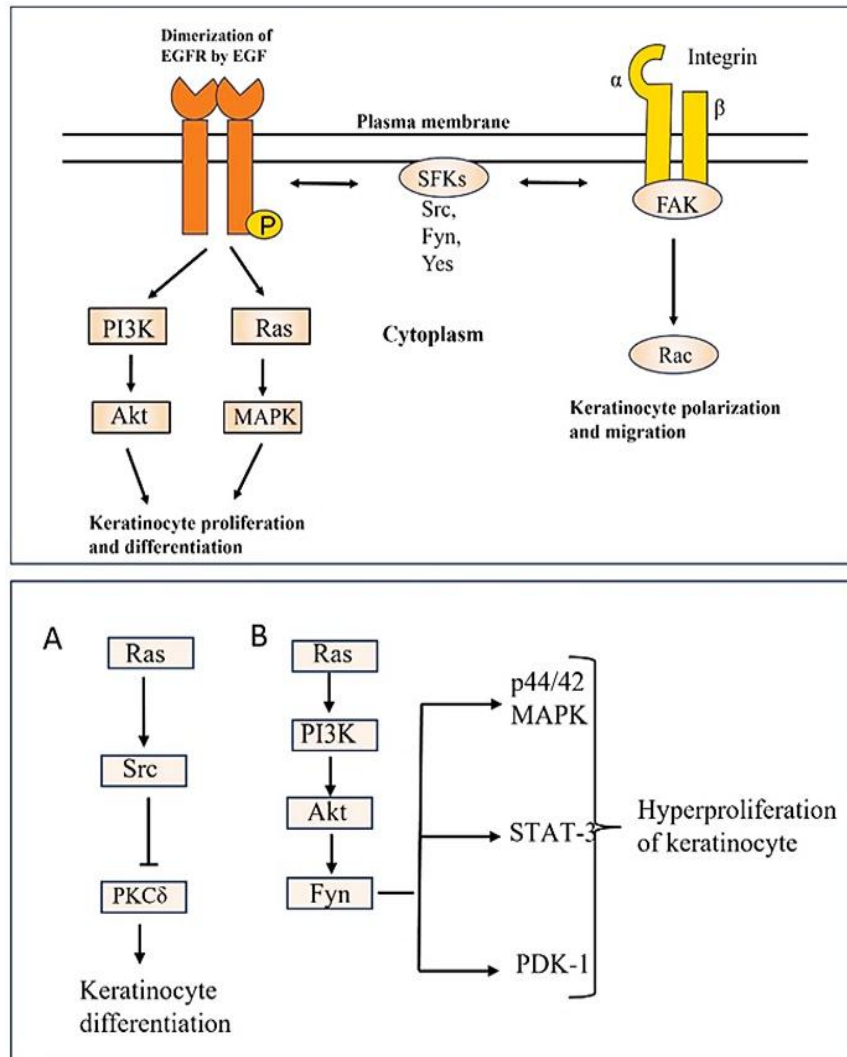 Dimerization of
EGFR by EGF
Integrin
α
β
Plasma membrane
SFKs
Src,
Fyn,
Yes
FAK
P
PI3K
Ras
Cytoplasm
Rac
Akt
MAPK
Keratinocyte polarization
and migration
Keratinocyte proliferation
and differentiation
A
Ras
Src
PKCδ
Keratinocyte
differentiation
B
Ras
PI3K
Akt
Fyn
p44/42
MAPK
STAT-3
PDK-1
Hyperproliferation
of keratinocyte